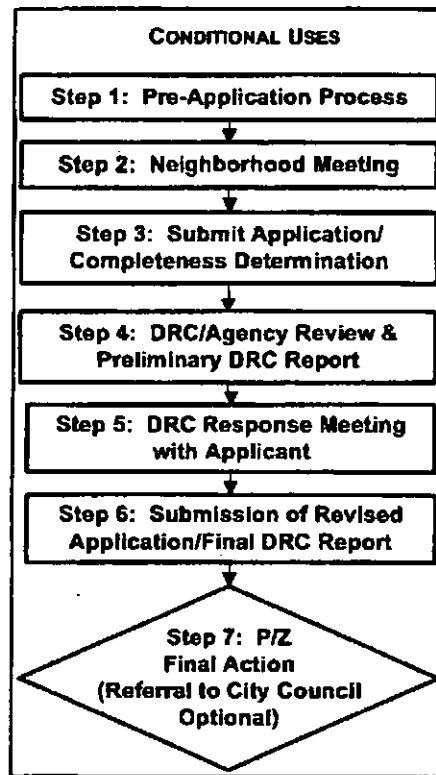 CONDITIONAL USES
Step 1: Pre-Application Process
Step 2: Neighborhood Meeting
Step 3: Submit Application/
Completeness Determination
Step 4: DRC/Agency Review &
Preliminary DRC Report
Step 5: DRC Response Meeting
with Applicant
Step 6: Submission of Revised
Application/Final DRC Report
Step 7: P/Z
Final Action
(Referral to City Council
Optional)